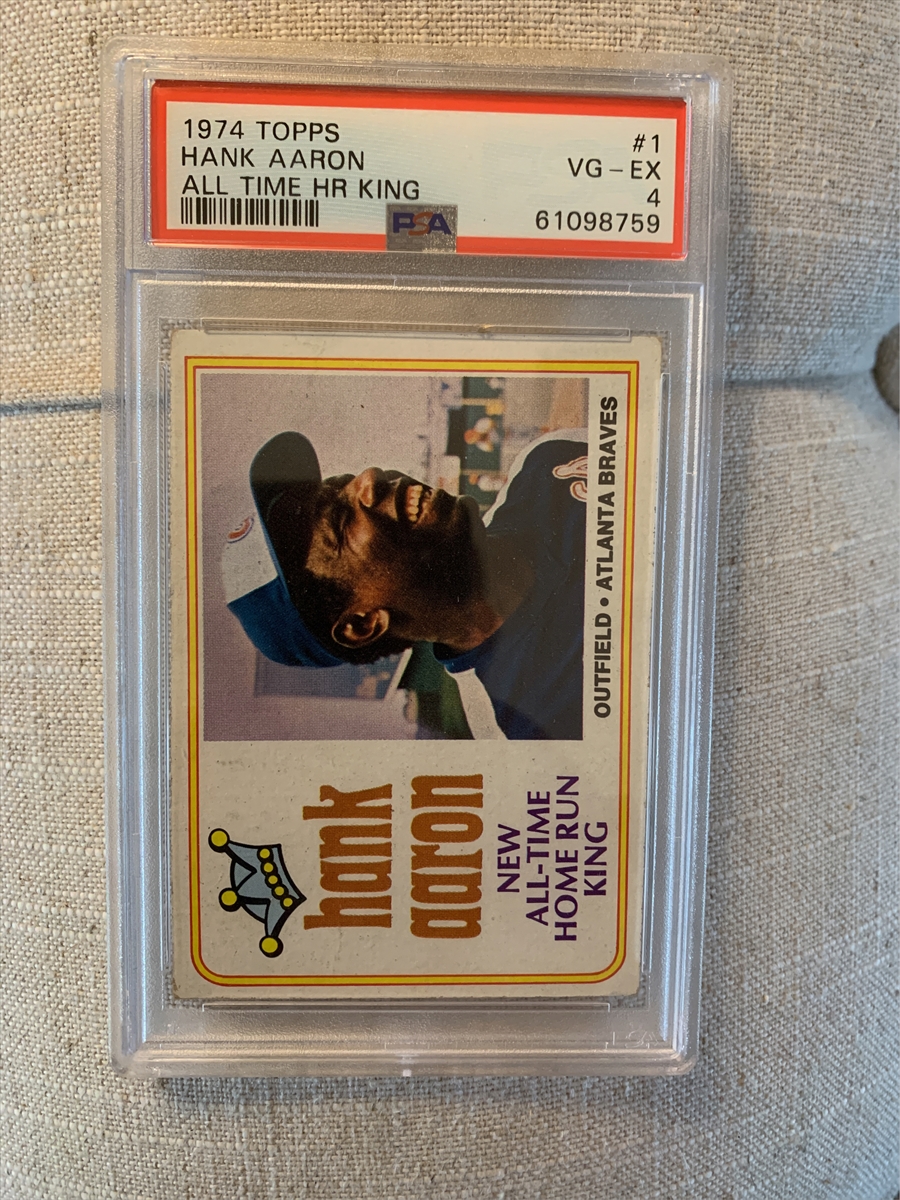 1974 TOPPS
HANK AARON
ALL TIME HR KING
#1
VG - EX
4
61098759
PSA
hank
aaron
NEW
ALL-TIME
HOME RUN
KING
OUTFIELD • ATLANTA BRAVES